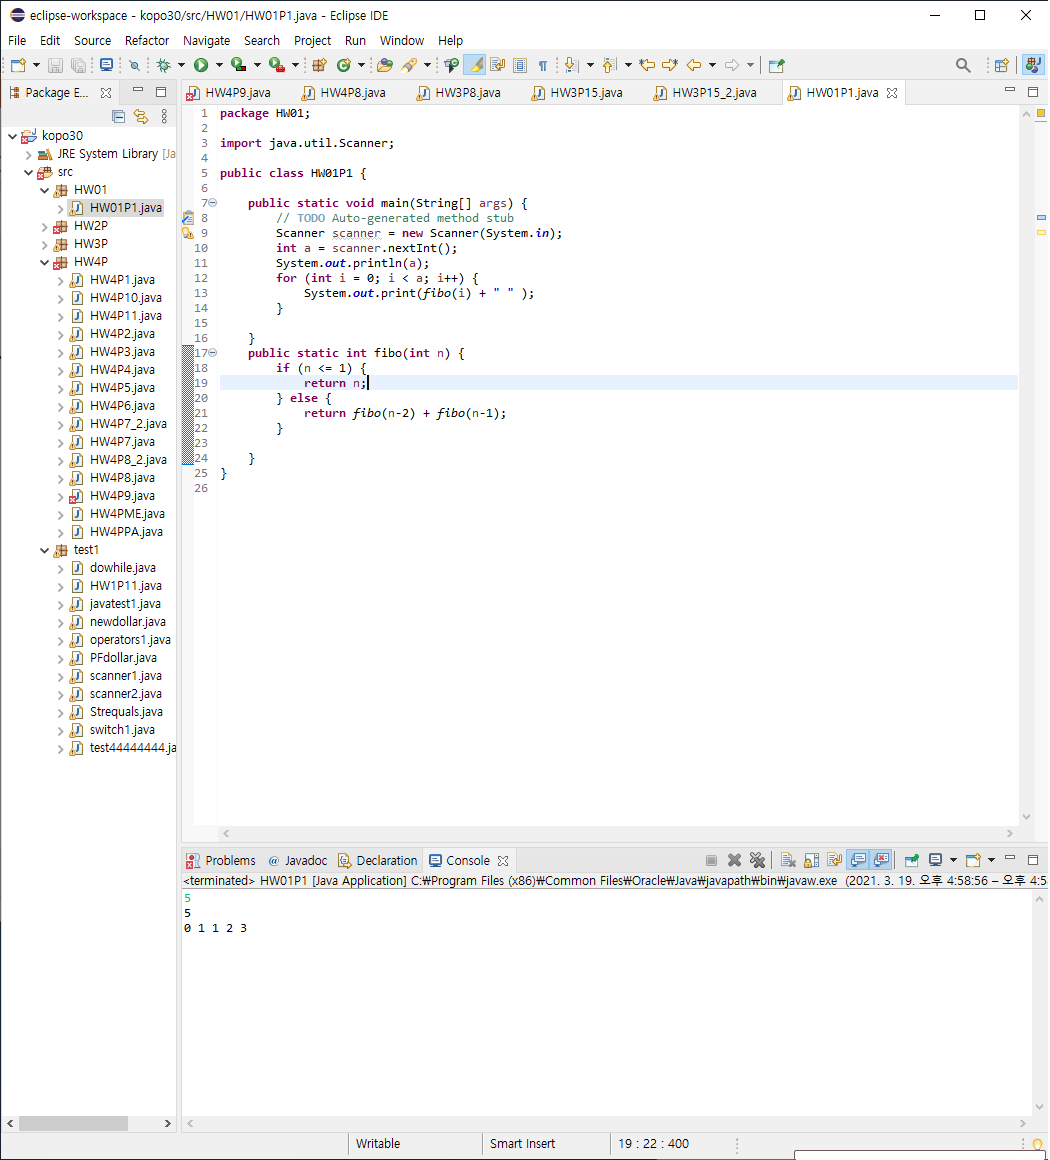 eclipse-workspace - kopo30/src/HW01/HW01P1.java - Eclipse IDE
File Edit Source Refactor Navigate Search Project Run Window Help
Package E...
HW4P9.java HW4P8.java HW3P8.java HW3P15.java HW3P15_2.java HW01P1.java
kopo30
JRE System Library [Ja
src
HW01
HW01P1.java
HW2P
HW3P
HW4P
HW4P1.java
HW4P10.java
HW4P11.java
HW4P2.java
HW4P3.java
HW4P4.java
HW4P5.java
HW4P6.java
HW4P7_2.java
HW4P7.java
HW4P8_2.java
HW4P8.java
HW4P9.java
HW4PME.java
HW4PPA.java
test1
dowhile.java
HW1P11.java
javatest1.java
newdollar.java
operators1.java
PFdollar.java
scanner1.java
scanner2.java
Strequals.java
switch1.java
test44444444.ja
1 package HW01;
2
3 import java.util.Scanner;
4
5 public class HW01P1 {
6
7 public static void main(String[] args) {
8 // TODO Auto-generated method stub
9 Scanner scanner = new Scanner(System.in);
10 int a = scanner.nextInt();
11 System.out.println(a);
12 for (int i = 0; i < a; i++) {
13 System.out.print(fibo(i) + " " );
14 }
15
16 }
17 public static int fibo(int n) {
18 if (n <= 1) {
19 return n;
20 } else {
21 return fibo(n-2) + fibo(n-1);
22 }
23
24 }
25 }
26
Problems @ Javadoc Declaration Console
<terminated> HW01P1 [Java Application] C:₩Program Files (x86)₩Common Files₩Oracle₩Java₩javapath₩bin₩javaw.exe (2021. 3. 19. 오후 4:58:56 – 오후 4:5
5
5
0 1 1 2 3
Writable Smart Insert 19 : 22 : 400